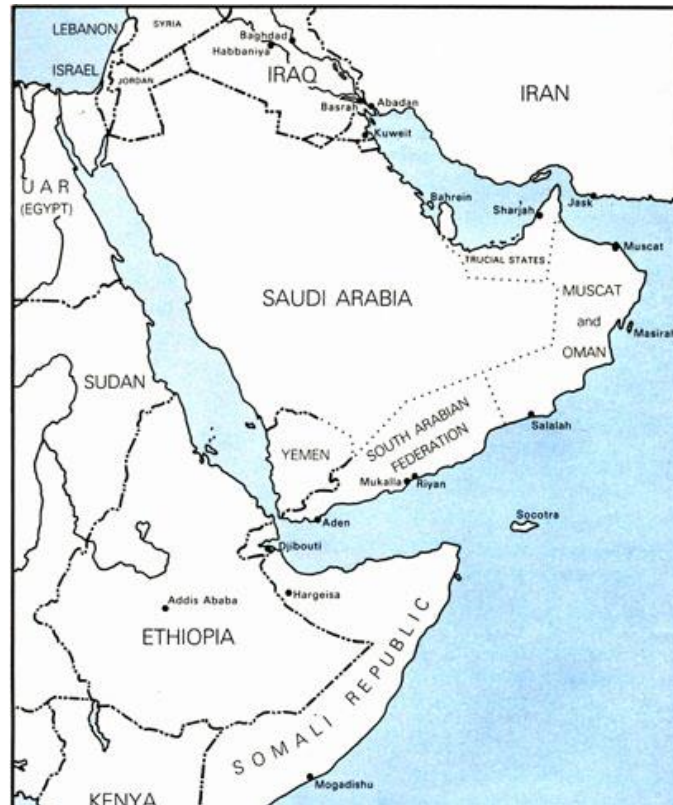 LEBANON
SYRIA
Baghdad
Habbaniya
ISRAEL
JORDAN
IRAQ
IRAN
Basrah
Abadan
Kuweit
U A R
(EGYPT)
Bahrein
Sharjah
Jask
TRUCIAL STATES
Muscat
SAUDI ARABIA
MUSCAT
and
OMAN
Masirah
SUDAN
SOUTH ARABIAN
FEDERATION
Salalah
YEMEN
Mukalla
Riyan
Aden
Socotra
Djibouti
Addis Ababa
Hargeisa
ETHIOPIA
SOMALI REPUBLIC
Mogadishu
KENYA